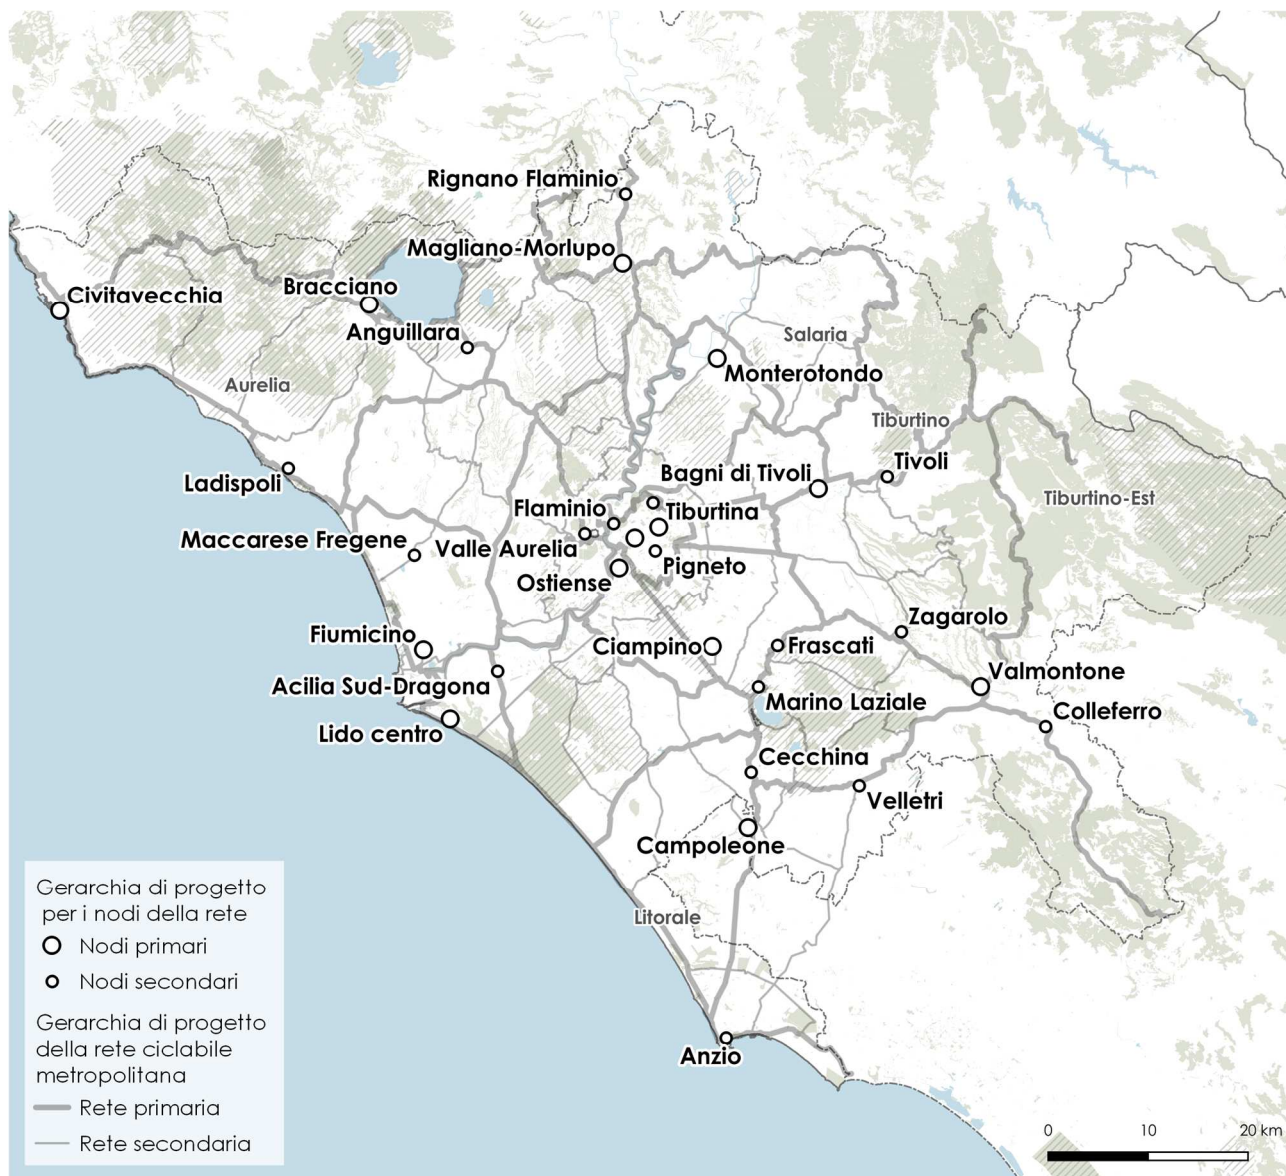 Rignano Flaminio
Magliano-Morlupo
Civitavecchia
Bracciano
Anguillara
Salaria
Monterotondo
Aurelia
Tiburtino
Bagni di Tivoli
Tivoli
Ladispoli
Tiburtino-Est
Flaminio
Tiburtina
Maccarese Fregene
Valle Aurelia
Pigneto
Ostiense
Zagarolo
Fiumicino
Ciampino
Frascati
Valmontone
Acilia Sud-Dragona
Marino Laziale
Colleferro
Lido centro
Cecchina
Velletri
Campoleone
Litorale
Anzio
Gerarchia di progetto
per i nodi della rete
Nodi primari
Nodi secondari
Gerarchia di progetto
della rete ciclabile
metropolitana
Rete primaria
Rete secondaria
0 10 20 km